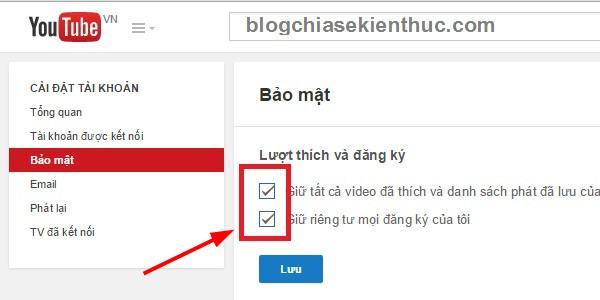 YouTube VN
blogchiasekienthuc.com
CÀI ĐẶT TÀI KHOẢN
Tổng quan
Tài khoản được kết nối
Bảo mật
Email
Phát lại
TV đã kết nối
Bảo mật
Lượt thích và đăng ký
Giữ tất cả video đã thích và danh sách phát đã lưu của
Giữ riêng tư mọi đăng ký của tôi
Lưu